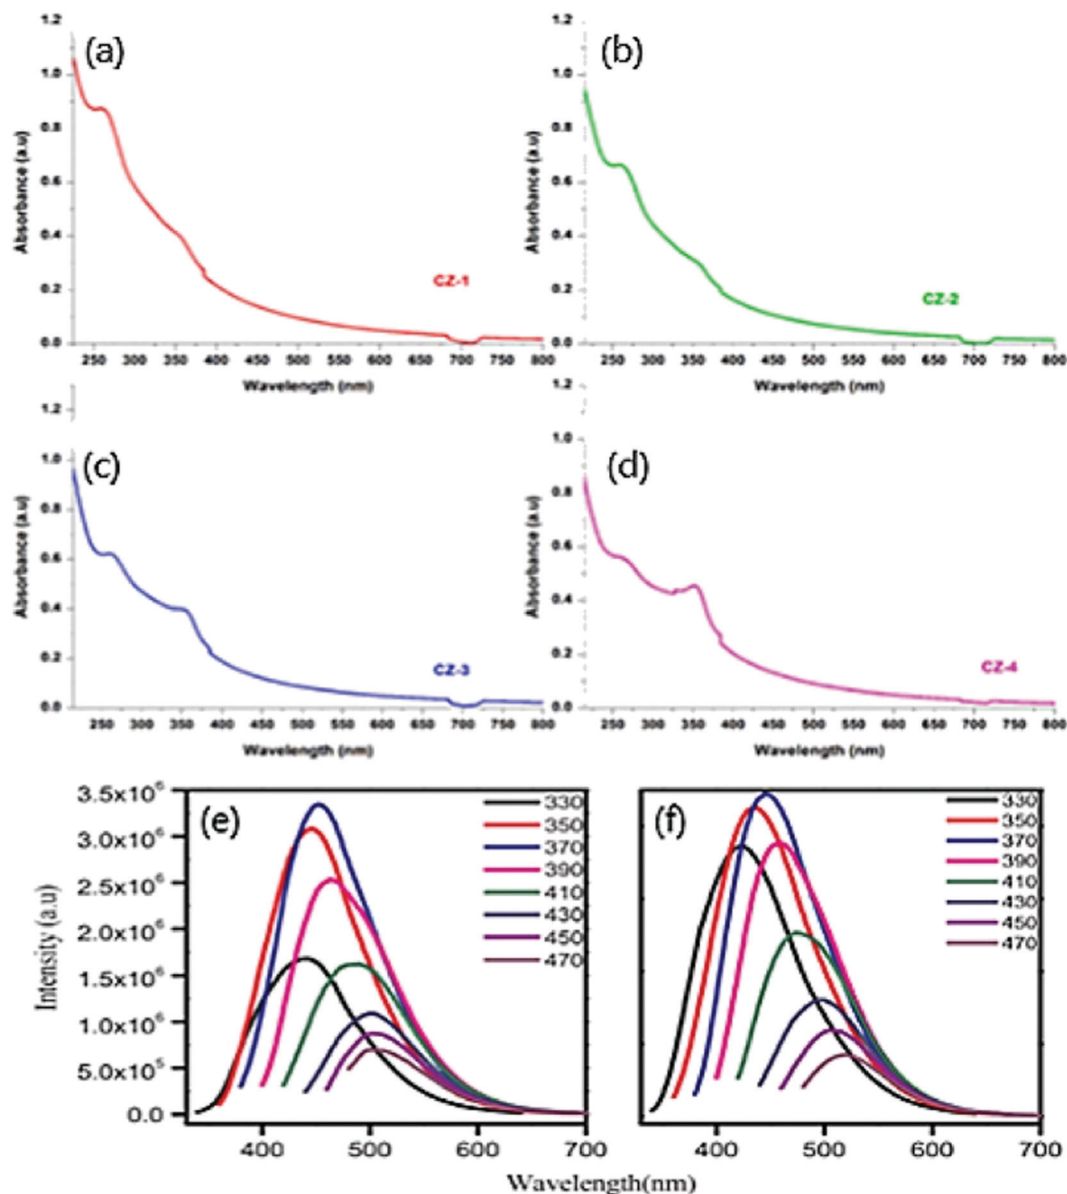 (a)
1.2
1.0
0.8
0.6
0.4
0.2
0.0
Absorbance (a.u)
CZ-1
250 300 350 400 450 500 550 600 650 700 750 800
Wavelength (nm)
(b)
1.2
1.0
0.8
0.6
0.4
0.2
0.0
Absorbance (a.u)
CZ-2
250 300 350 400 450 500 550 600 650 700 750 800
Wavelength (nm)
(c)
1.2
1.0
0.8
0.6
0.4
0.2
0.0
Absorbance (a.u)
CZ-3
250 300 350 400 450 500 550 600 650 700 750 800
Wavelength (nm)
(d)
1.2
1.0
0.8
0.6
0.4
0.2
0.0
Absorbance (a.u)
CZ-4
250 300 350 400 450 500 550 600 650 700 750 800
Wavelength (nm)
(e)
3.5x10⁶
3.0x10⁶
2.5x10⁶
2.0x10⁶
1.5x10⁶
1.0x10⁶
5.0x10⁵
0.0
Intensity (a.u)
330
350
370
390
410
430
450
470
400 500 600 700
(f)
330
350
370
390
410
430
450
470
400 500 600 700
Wavelength(nm)